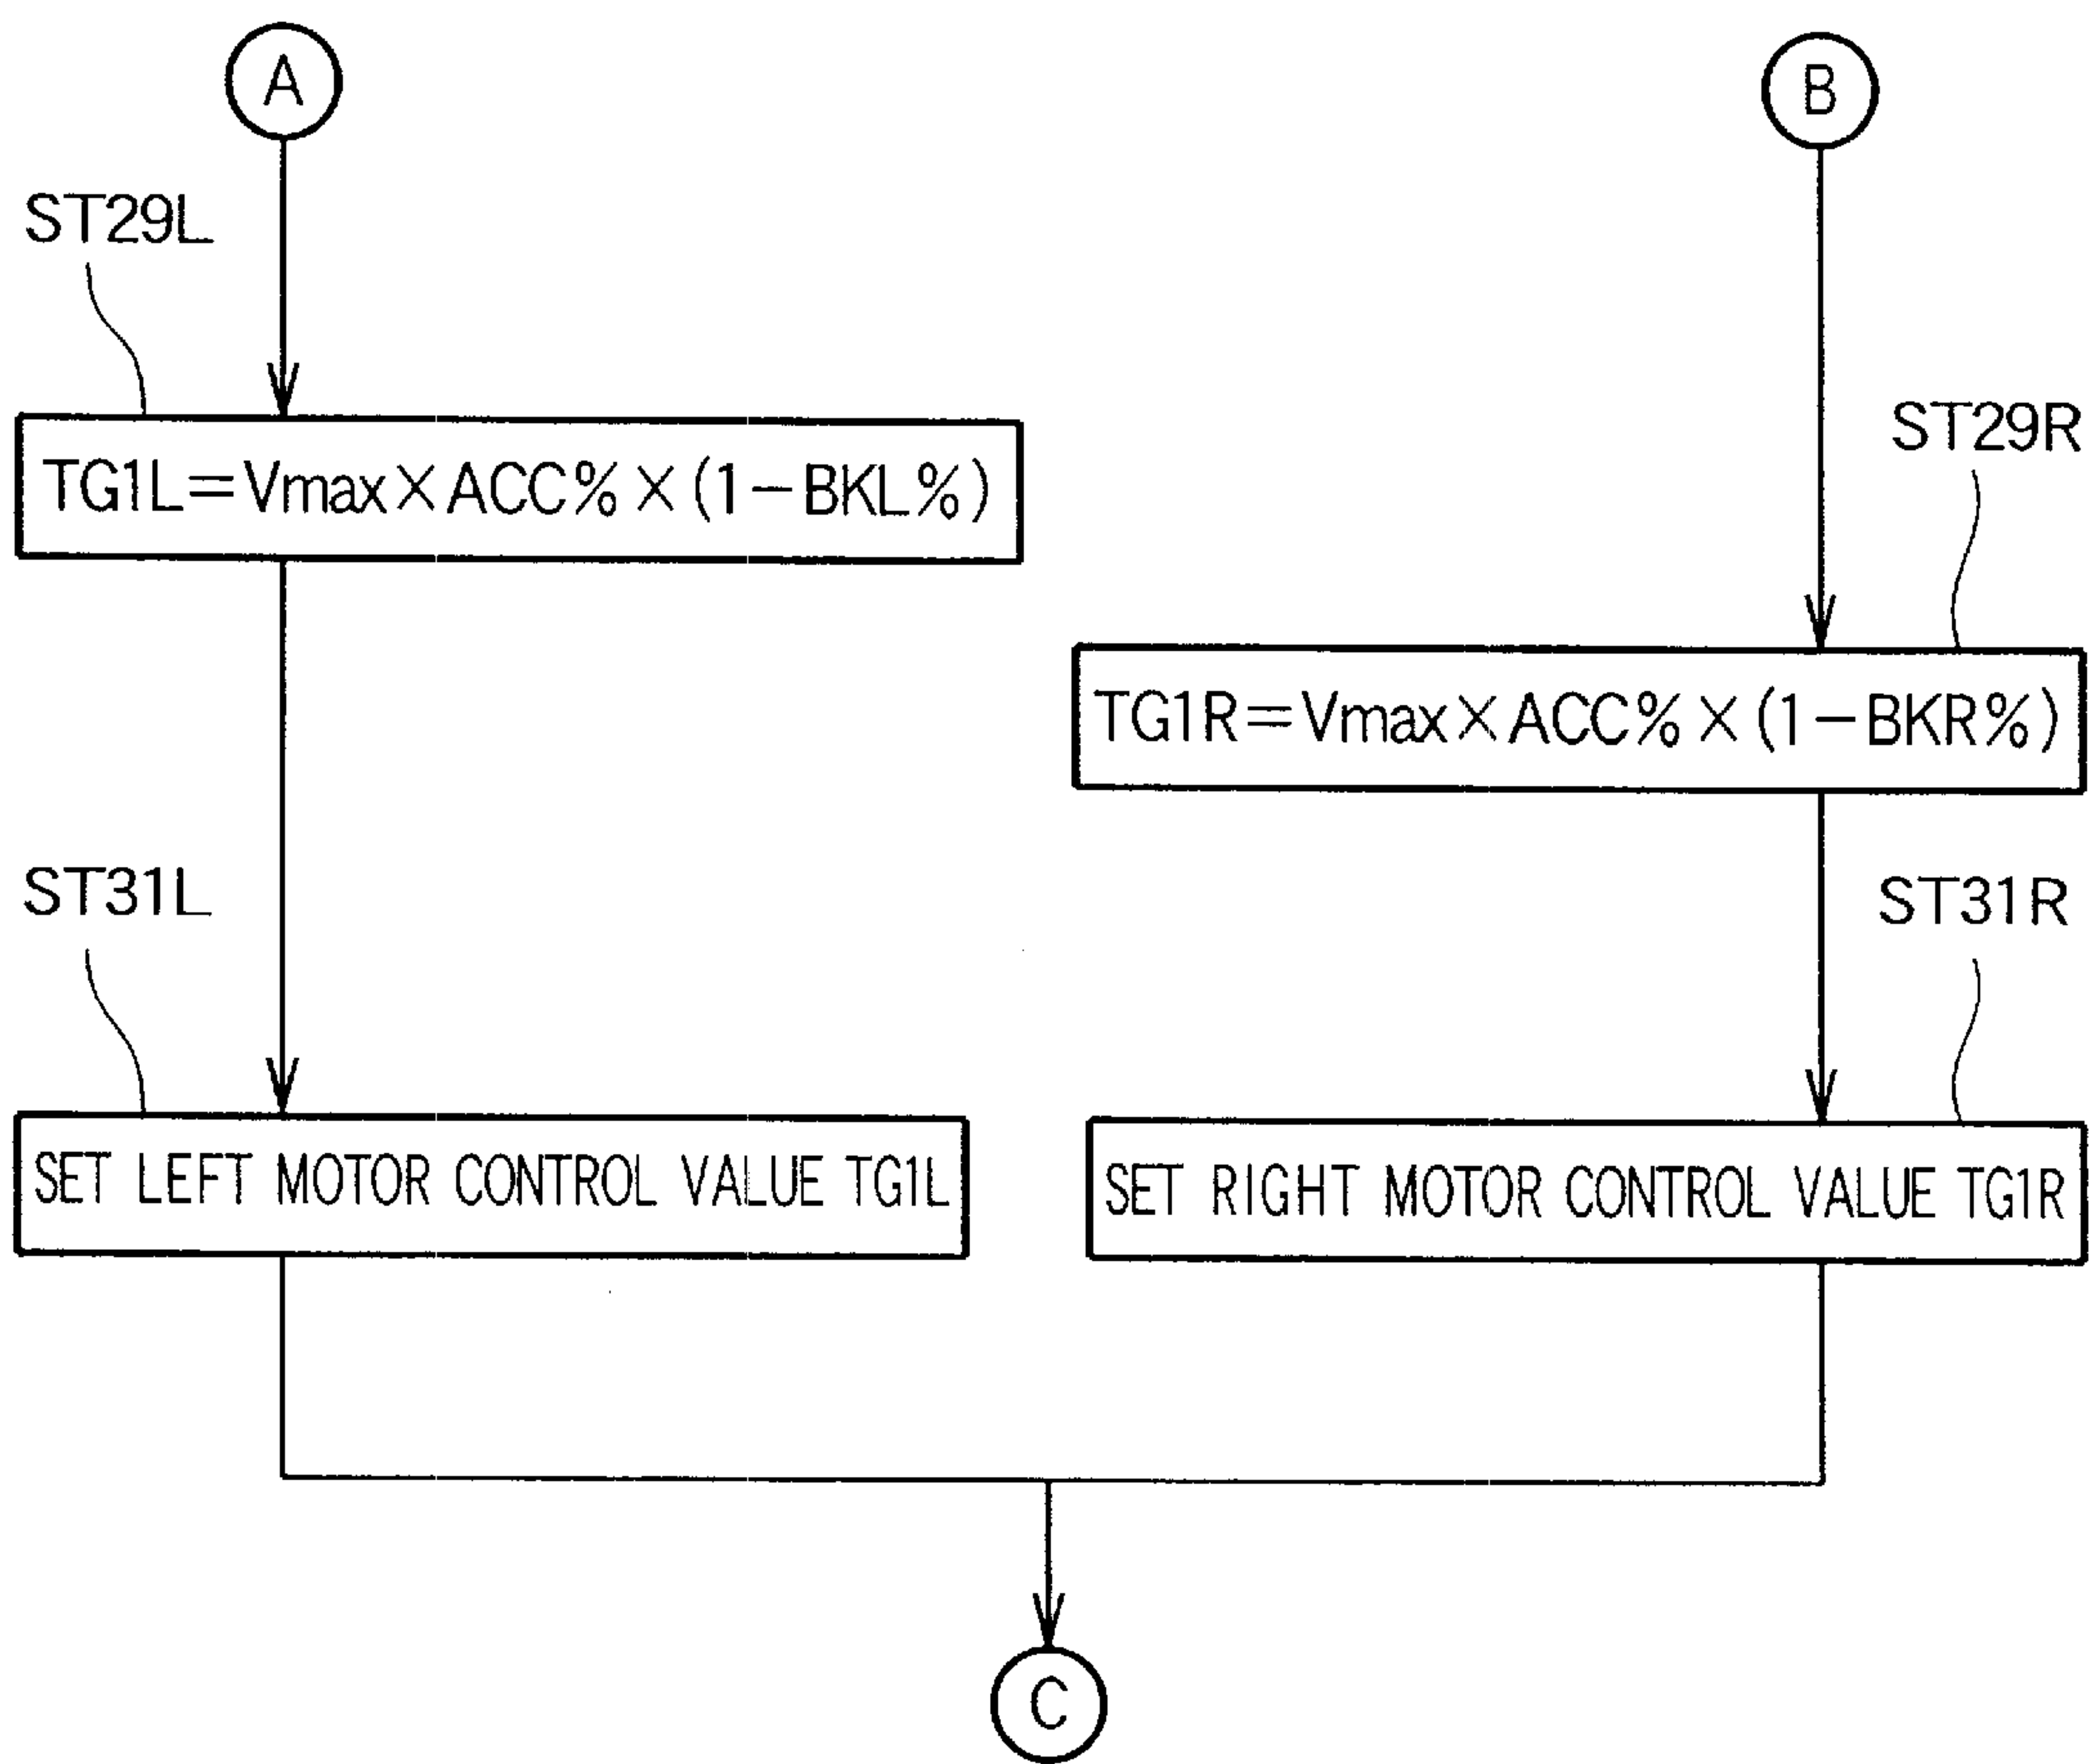 A
B
ST29L
TG1L=Vmax×ACC%×(1-BKL%)
ST29R
TG1R=Vmax×ACC%×(1-BKR%)
ST31L
ST31R
SET LEFT MOTOR CONTROL VALUE TG1L
SET RIGHT MOTOR CONTROL VALUE TG1R
C